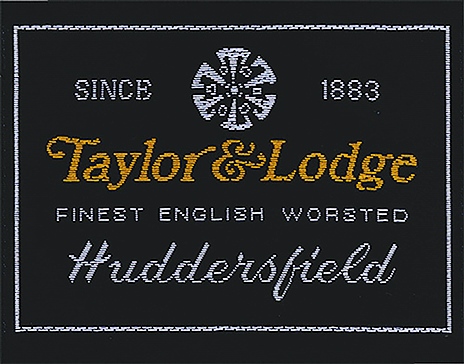 SINCE 1883
Taylor & Lodge
FINEST ENGLISH WORSTED
Huddersfield